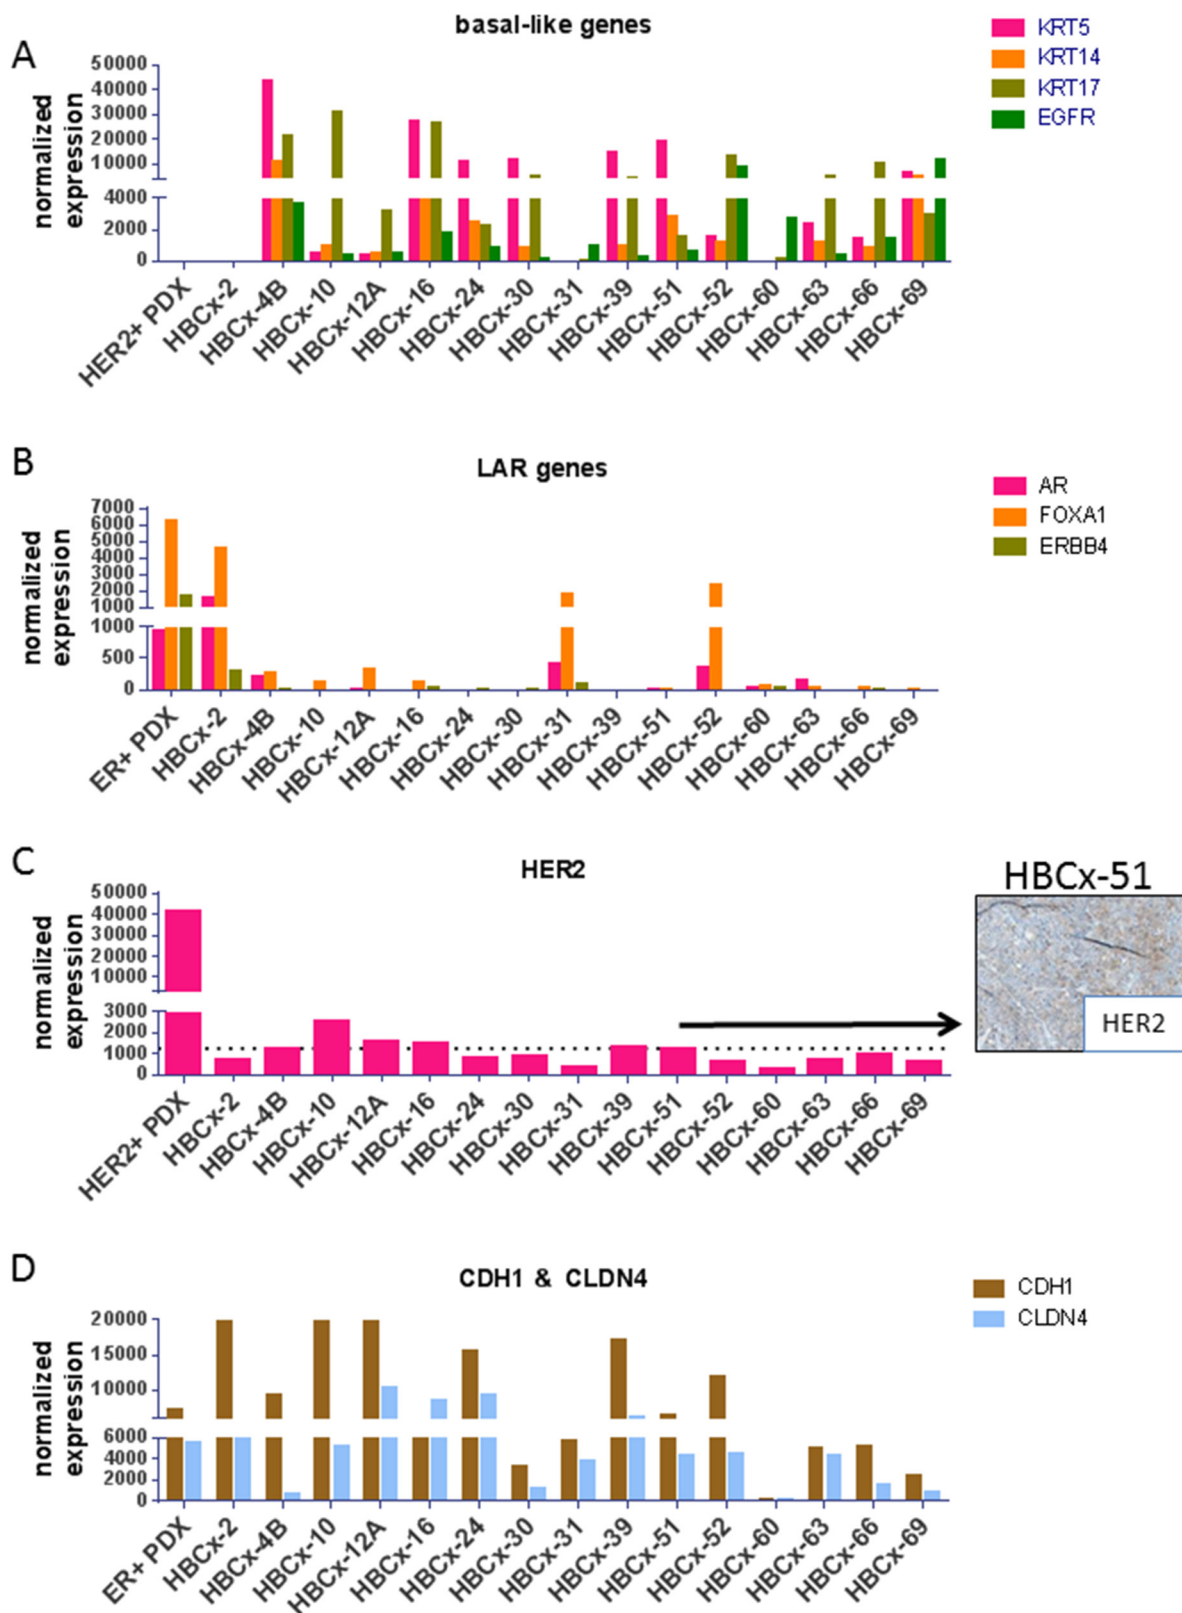 basal-like genes
A
KRT5
KRT14
KRT17
EGFR
normalized
expression
50000
40000
30000
20000
10000
4000
2000
0
HER2+ PDX
HBCx-2
HBCx-4B
HBCx-10
HBCx-12A
HBCx-16
HBCx-24
HBCx-30
HBCx-31
HBCx-39
HBCx-51
HBCx-52
HBCx-60
HBCx-63
HBCx-66
HBCx-69
B
LAR genes
AR
FOXA1
ERBB4
normalized
expression
7000
6000
5000
4000
3000
2000
1000
1000
500
0
ER+ PDX
HBCx-2
HBCx-4B
HBCx-10
HBCx-12A
HBCx-16
HBCx-24
HBCx-30
HBCx-31
HBCx-39
HBCx-51
HBCx-52
HBCx-60
HBCx-63
HBCx-66
HBCx-69
C
HER2
HBCx-51
HER2
normalized
expression
50000
40000
30000
20000
10000
3000
2000
1000
0
HER2+ PDX
HBCx-2
HBCx-4B
HBCx-10
HBCx-12A
HBCx-16
HBCx-24
HBCx-30
HBCx-31
HBCx-39
HBCx-51
HBCx-52
HBCx-60
HBCx-63
HBCx-66
HBCx-69
D
CDH1 & CLDN4
CDH1
CLDN4
normalized
expression
20000
15000
10000
6000
4000
2000
0
ER+ PDX
HBCx-2
HBCx-4B
HBCx-10
HBCx-12A
HBCx-16
HBCx-24
HBCx-30
HBCx-31
HBCx-39
HBCx-51
HBCx-52
HBCx-60
HBCx-63
HBCx-66
HBCx-69